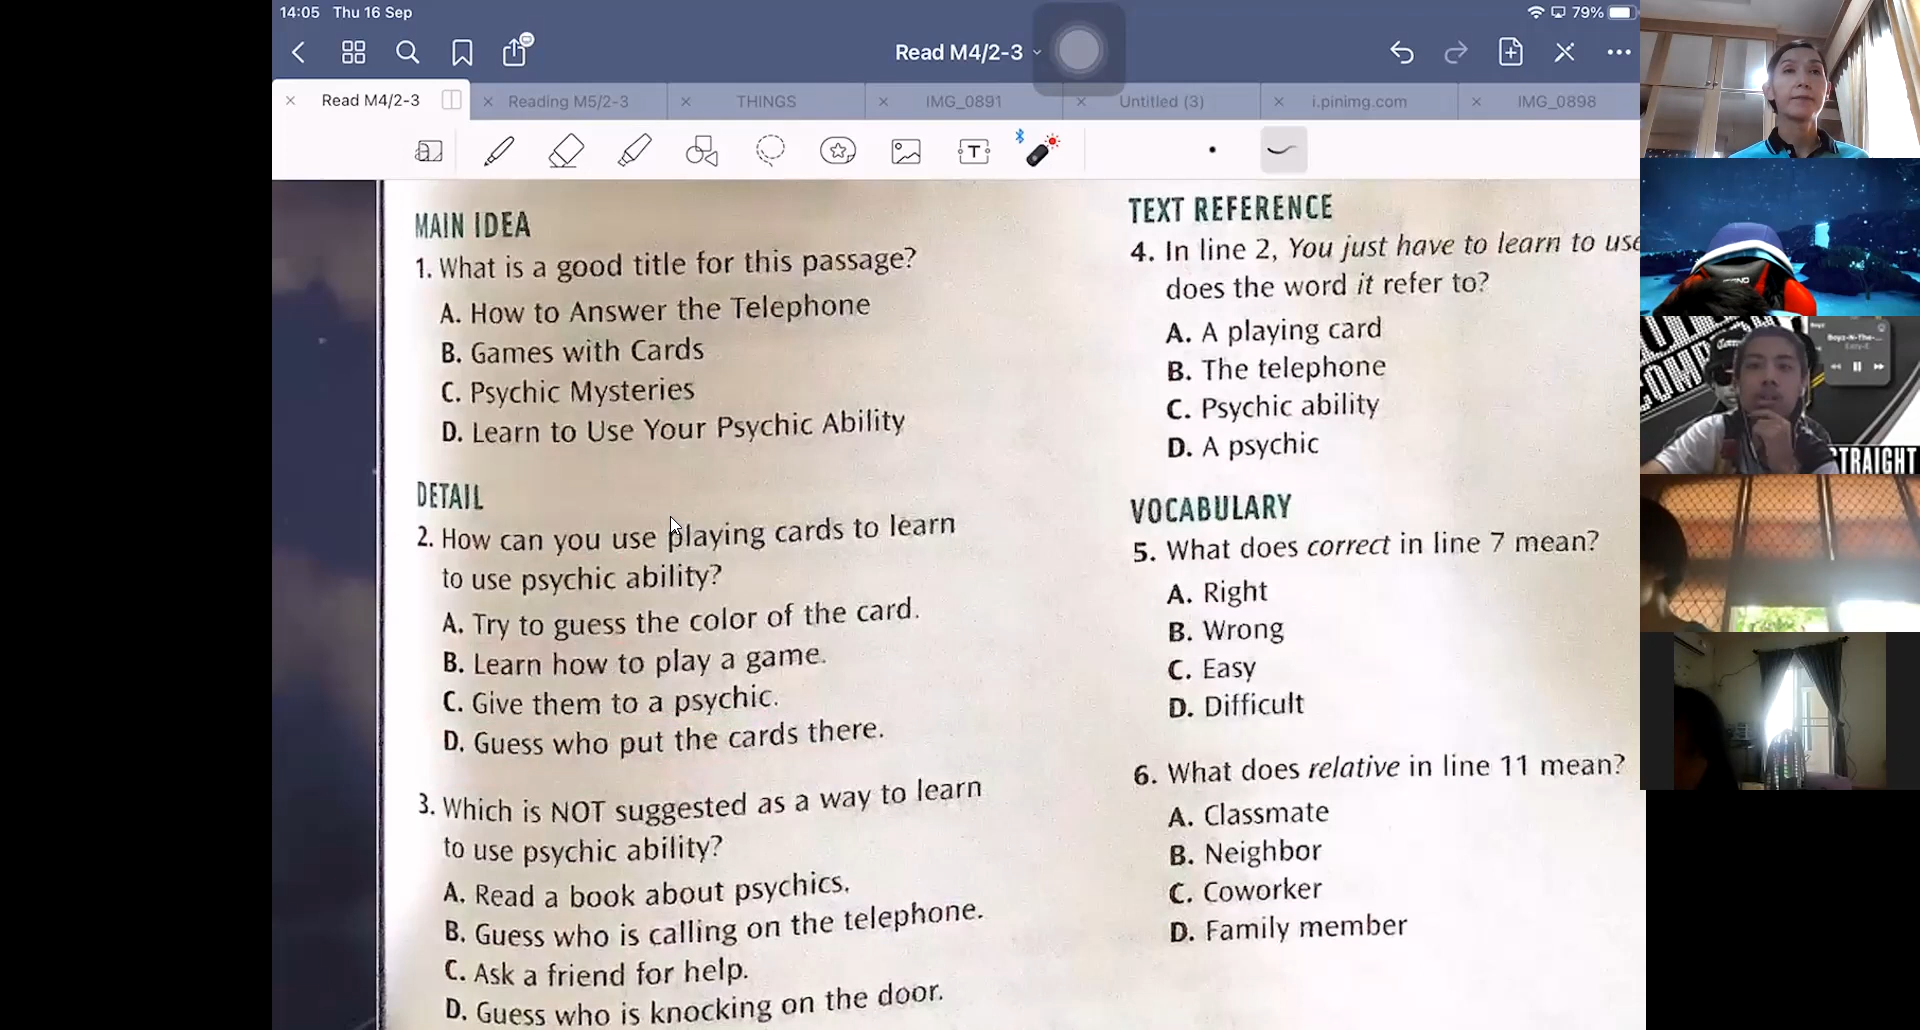 14:05 Thu 16 Sep
79%
Read M4/2-3
Read M4/2-3
Reading M5/2-3
THINGS
IMG_0891
Untitled (3)
i.pinimg.com
IMG_0898
T
MAIN IDEA
1. What is a good title for this passage?
A. How to Answer the Telephone
B. Games with Cards
C. Psychic Mysteries
D. Learn to Use Your Psychic Ability
DETAIL
2. How can you use playing cards to learn
to use psychic ability?
A. Try to guess the color of the card.
B. Learn how to play a game.
C. Give them to a psychic.
D. Guess who put the cards there.
3. Which is NOT suggested as a way to learn
to use psychic ability?
A. Read a book about psychics.
B. Guess who is calling on the telephone.
C. Ask a friend for help.
D. Guess who is knocking on the door.
TEXT REFERENCE
4. In line 2, You just have to learn to use
does the word it refer to?
A. A playing card
B. The telephone
C. Psychic ability
D. A psychic
VOCABULARY
5. What does correct in line 7 mean?
A. Right
B. Wrong
C. Easy
D. Difficult
6. What does relative in line 11 mean?
A. Classmate
B. Neighbor
C. Coworker
D. Family member
Boyz-N-The-...
Eazy-E
STRAIGHT